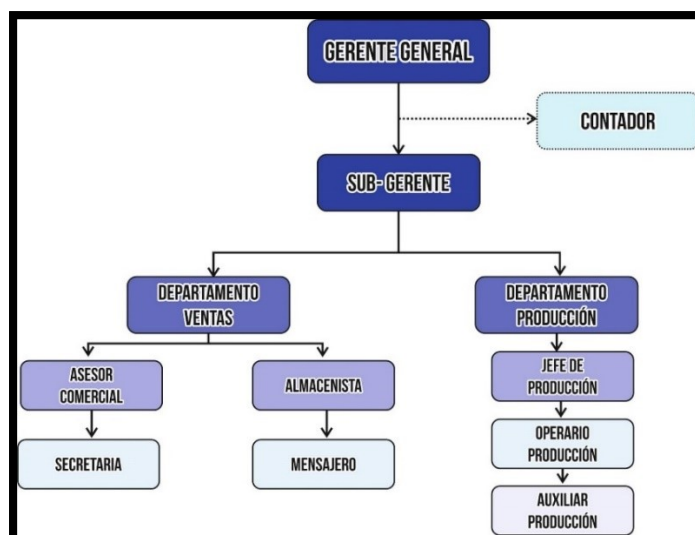 GERENTE GENERAL
CONTADOR
SUB- GERENTE
DEPARTAMENTO
VENTAS
DEPARTAMENTO
PRODUCCIÓN
ASESOR
COMERCIAL
ALMACENISTA
JEFE DE
PRODUCCIÓN
SECRETARIA
MENSAJERO
OPERARIO
PRODUCCIÓN
AUXILIAR
PRODUCCIÓN